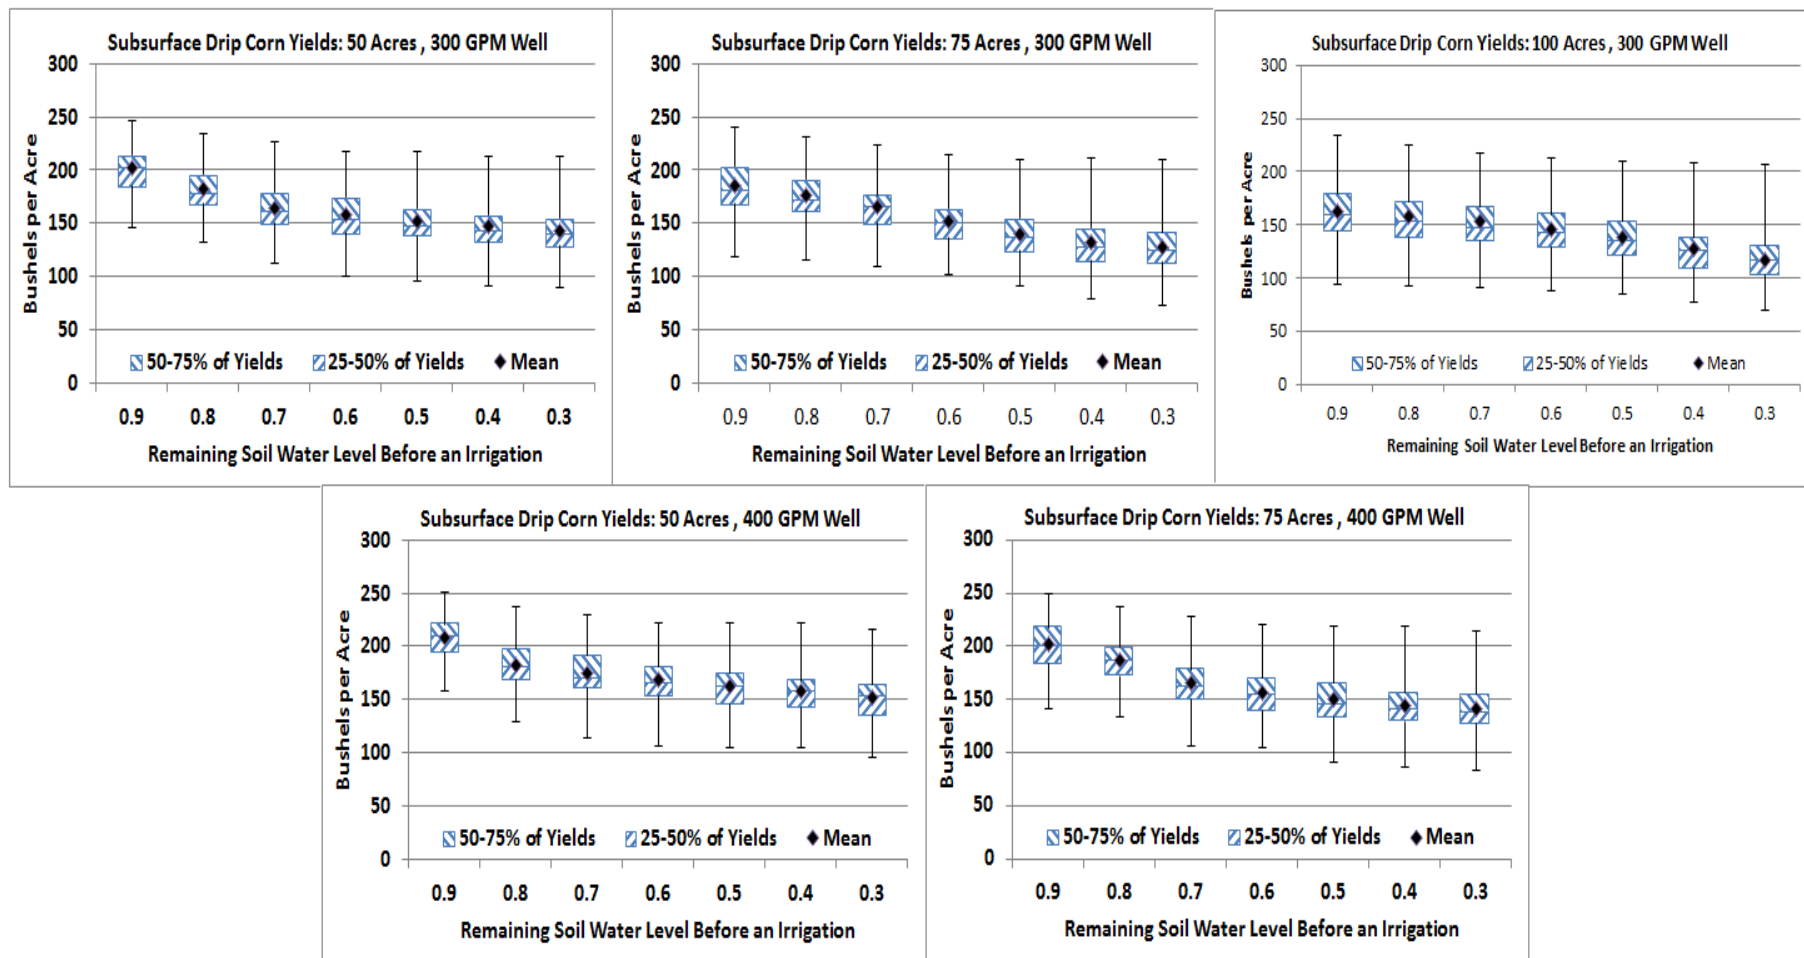 Subsurface Drip Corn Yields: 50 Acres , 300 GPM Well
300
250
200
150
100
50
0
Bushels per Acre
50-75% of Yields 25-50% of Yields Mean
0.9 0.8 0.7 0.6 0.5 0.4 0.3
Remaining Soil Water Level Before an Irrigation
Subsurface Drip Corn Yields: 75 Acres , 300 GPM Well
300
250
200
150
100
50
0
Bushels per Acre
50-75% of Yields 25-50% of Yields Mean
0.9 0.8 0.7 0.6 0.5 0.4 0.3
Remaining Soil Water Level Before an Irrigation
Subsurface Drip Corn Yields: 100 Acres , 300 GPM Well
300
250
200
150
100
50
0
Bushels per Acre
50-75% of Yields 25-50% of Yields Mean
0.9 0.8 0.7 0.6 0.5 0.4 0.3
Remaining Soil Water Level Before an Irrigation
Subsurface Drip Corn Yields: 50 Acres , 400 GPM Well
300
250
200
150
100
50
0
Bushels per Acre
50-75% of Yields 25-50% of Yields Mean
0.9 0.8 0.7 0.6 0.5 0.4 0.3
Remaining Soil Water Level Before an Irrigation
Subsurface Drip Corn Yields: 75 Acres , 400 GPM Well
300
250
200
150
100
50
0
Bushels per Acre
50-75% of Yields 25-50% of Yields Mean
0.9 0.8 0.7 0.6 0.5 0.4 0.3
Remaining Soil Water Level Before an Irrigation